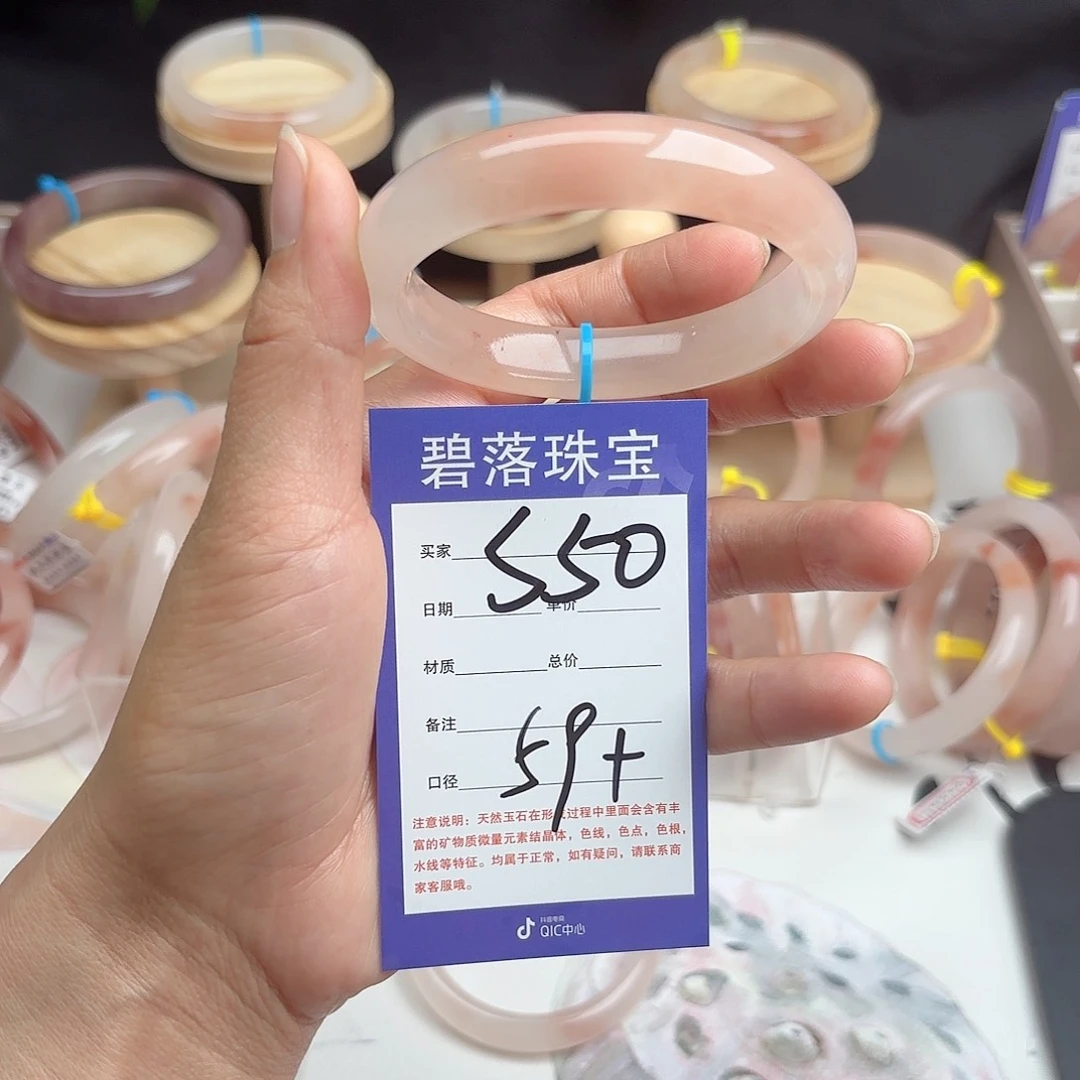 碧落珠宝
买家 S50
日期 单价
材质 总价
备注
口径 59+
注意说明：天然玉石在形成过程中里面会含有丰
富的矿物质微量元素结晶体，色线，色点，色根，
水线等特征。均属于正常，如有疑问，请联系商
家客服哦。
抖音电商
QIC中心